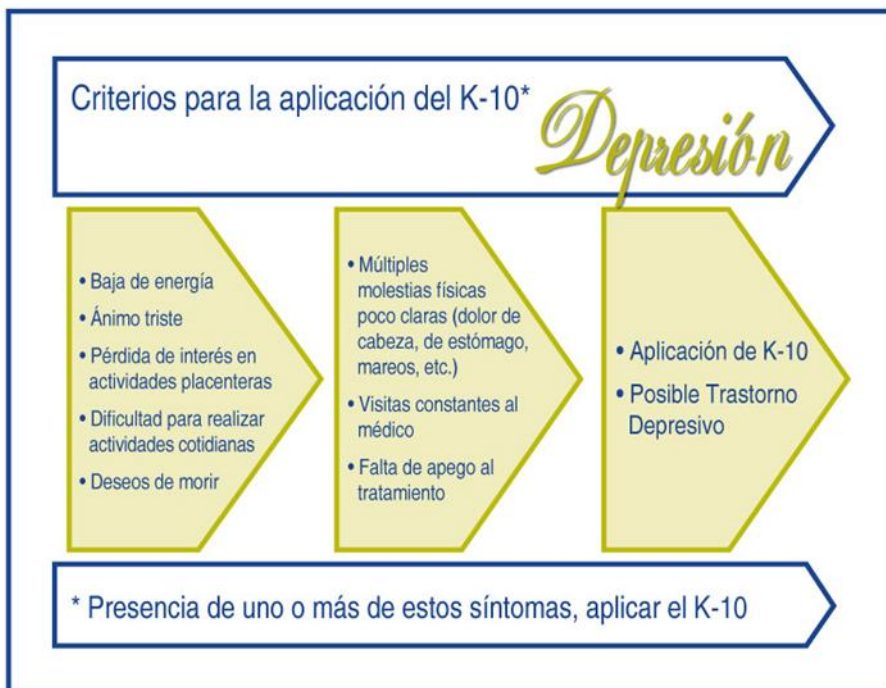 Criterios para la aplicación del K-10*
Depresión
• Baja de energía
• Ánimo triste
• Pérdida de interés en
actividades placenteras
• Dificultad para realizar
actividades cotidianas
• Deseos de morir
• Múltiples
molestias físicas
poco claras (dolor de
cabeza, de estómago,
mareos, etc.)
• Visitas constantes al
médico
• Falta de apego al
tratamiento
• Aplicación de K-10
• Posible Trastorno
Depresivo
* Presencia de uno o más de estos síntomas, aplicar el K-10